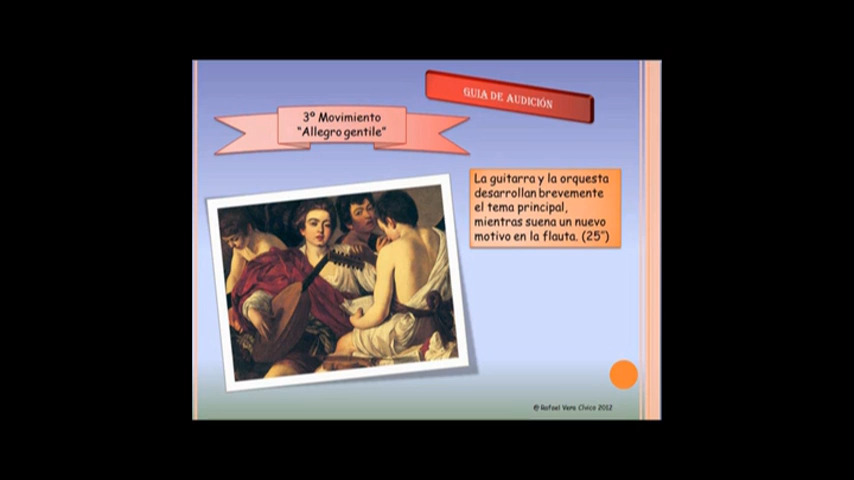 GUIA DE AUDICIÓN
3º Movimiento
"Allegro gentile"
La guitarra y la orquesta
desarrollan brevemente
el tema principal,
mientras suena un nuevo
motivo en la flauta. (25")
@ Rafael Vera Chico 2012